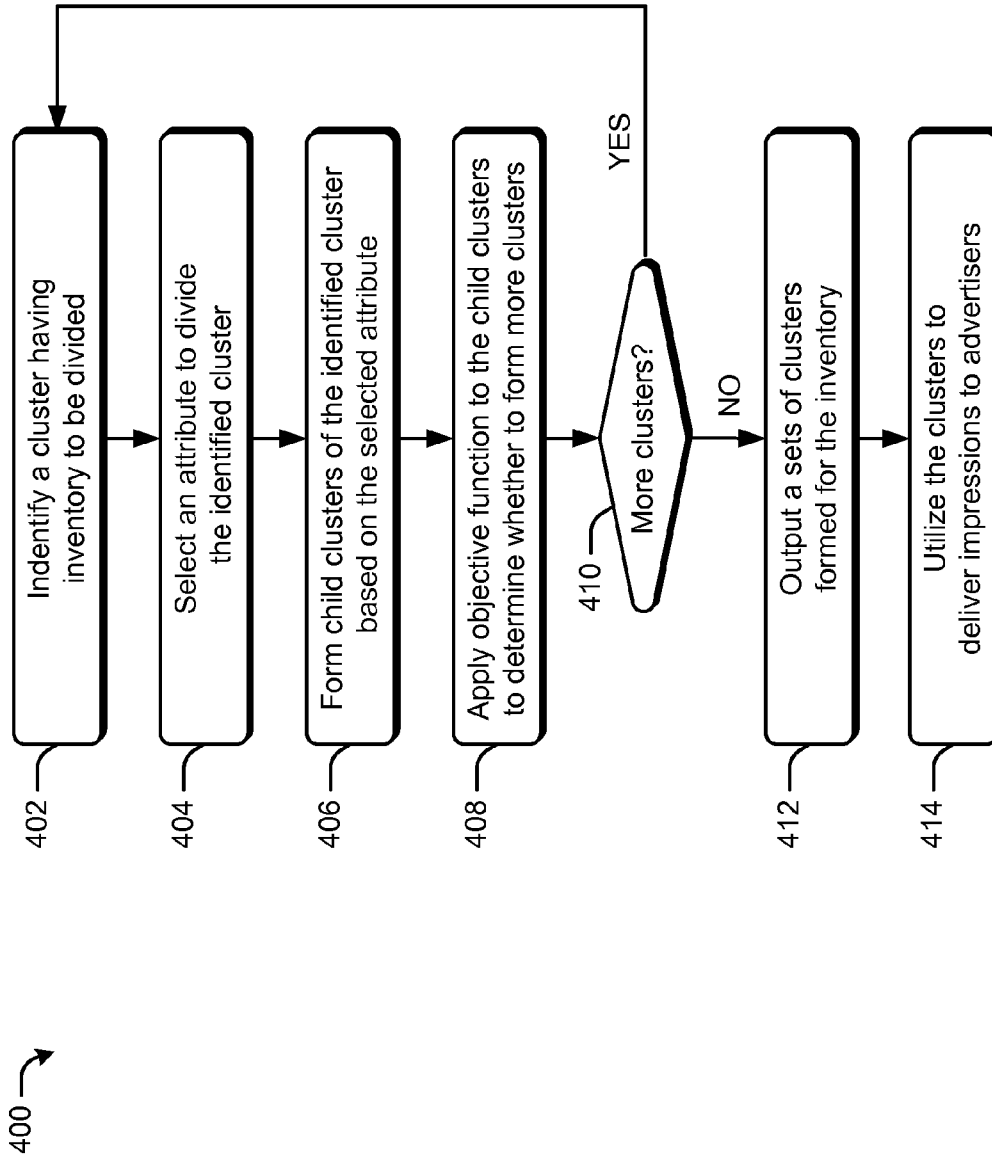 400
402
Indentify a cluster having
inventory to be divided
404
Select an attribute to divide
the identified cluster
406
Form child clusters of the identified cluster
based on the selected attribute
408
Apply objective function to the child clusters
to determine whether to form more clusters
410
More clusters?
YES
NO
412
Output a sets of clusters
formed for the inventory
414
Utilize the clusters to
deliver impressions to advertisers